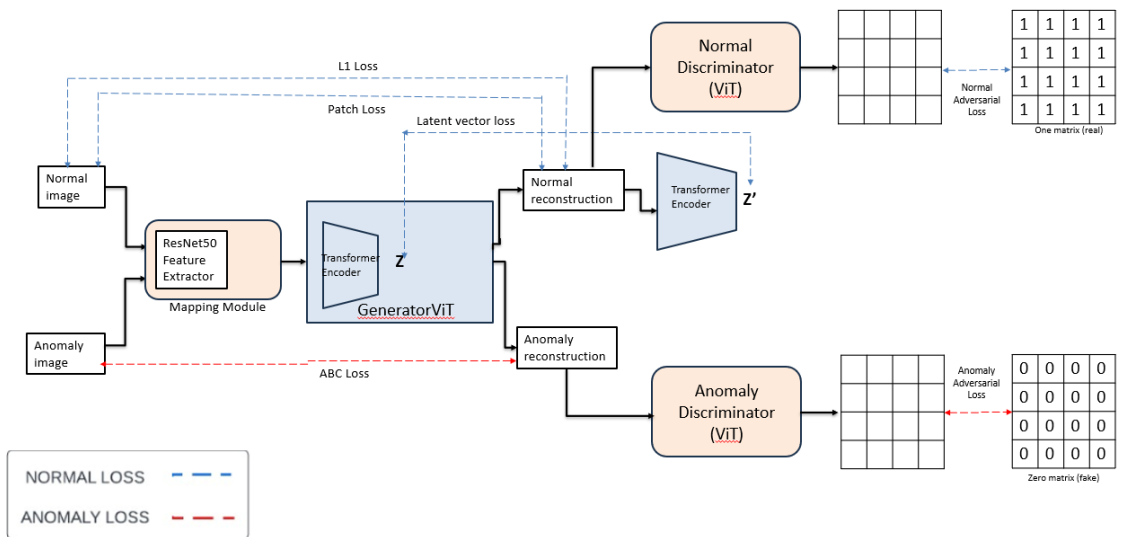 L1 Loss
Patch Loss
Latent vector loss
Normal
Discriminator
(ViT)
Normal
Adversarial
Loss
1 1 1 1
1 1 1 1
1 1 1 1
1 1 1 1
One matrix (real)
Normal
image
Normal
reconstruction
Transformer
Encoder
Z’
ResNet50
Feature
Extractor
Mapping Module
Transformer
Encoder
Z
GeneratorViT
Anomaly
image
ABC Loss
Anomaly
reconstruction
Anomaly
Discriminator
(ViT)
Anomaly
Adversarial
Loss
0 0 0 0
0 0 0 0
0 0 0 0
0 0 0 0
Zero matrix (fake)
NORMAL LOSS
ANOMALY LOSS